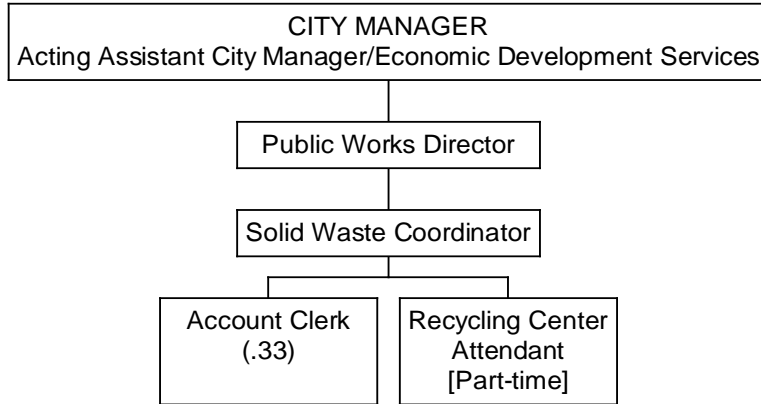 CITY MANAGER
Acting Assistant City Manager/Economic Development Services
Public Works Director
Solid Waste Coordinator
Account Clerk
(.33)
Recycling Center
Attendant
[Part-time]